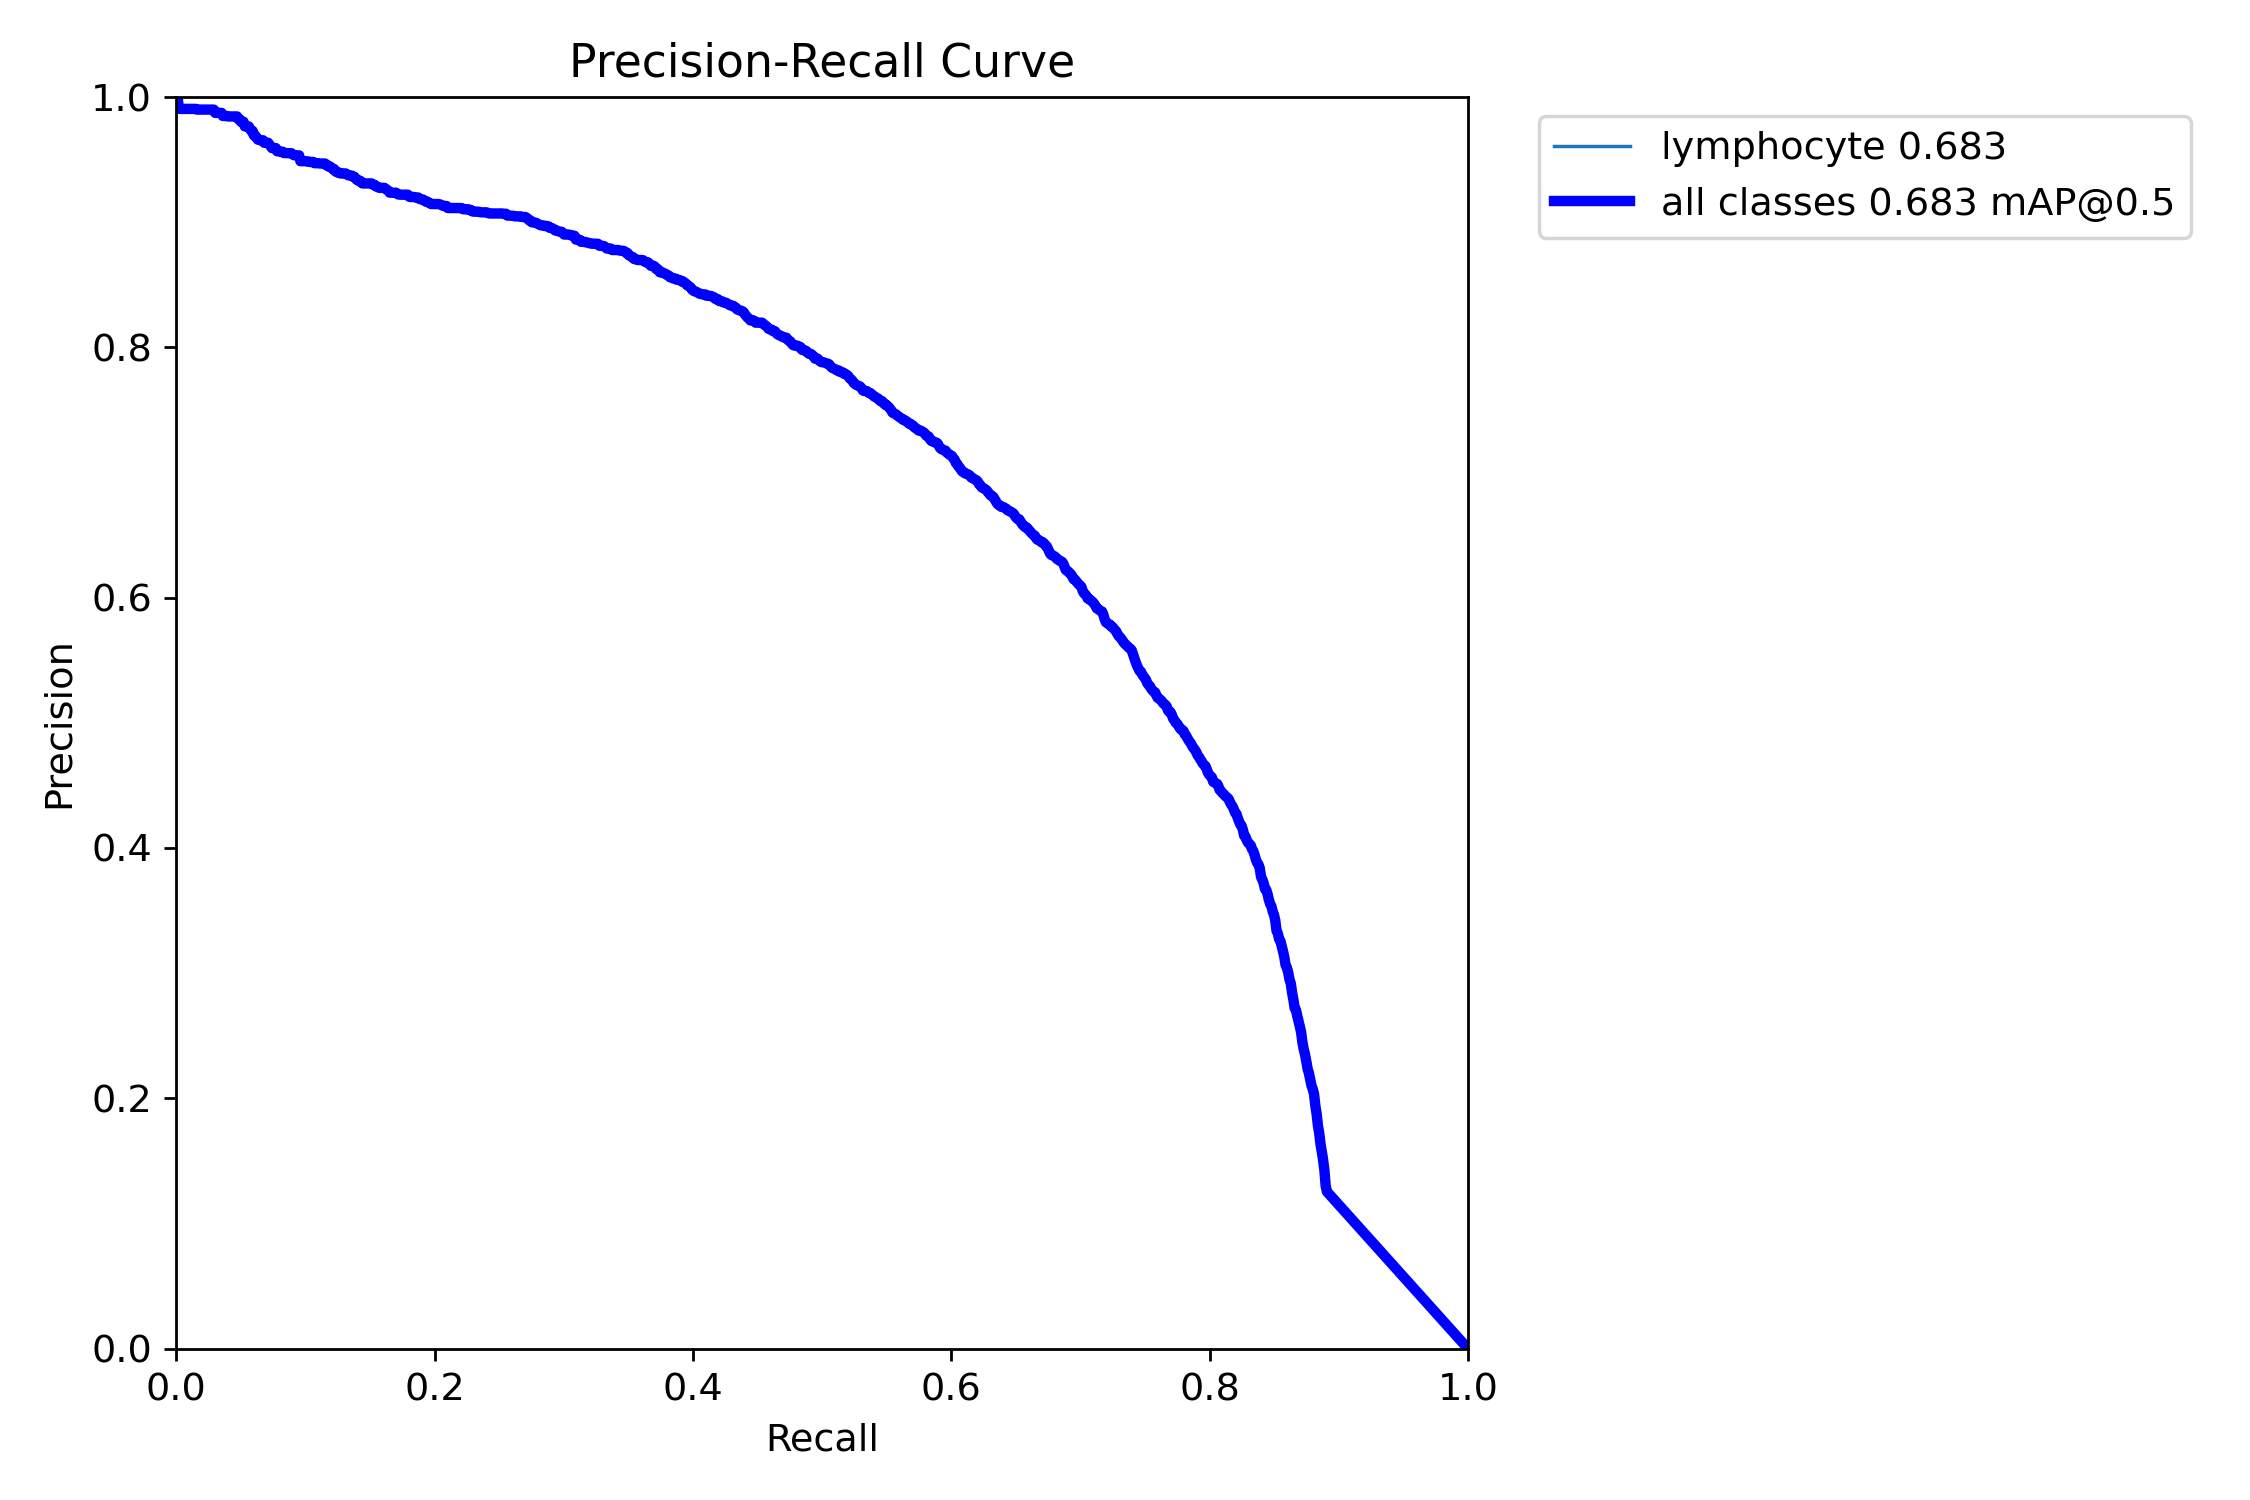 Precision-Recall Curve
1.0
0.8
0.6
0.4
0.2
0.0
Precision
0.0 0.2 0.4 0.6 0.8 1.0
Recall
lymphocyte 0.683
all classes 0.683 mAP@0.5